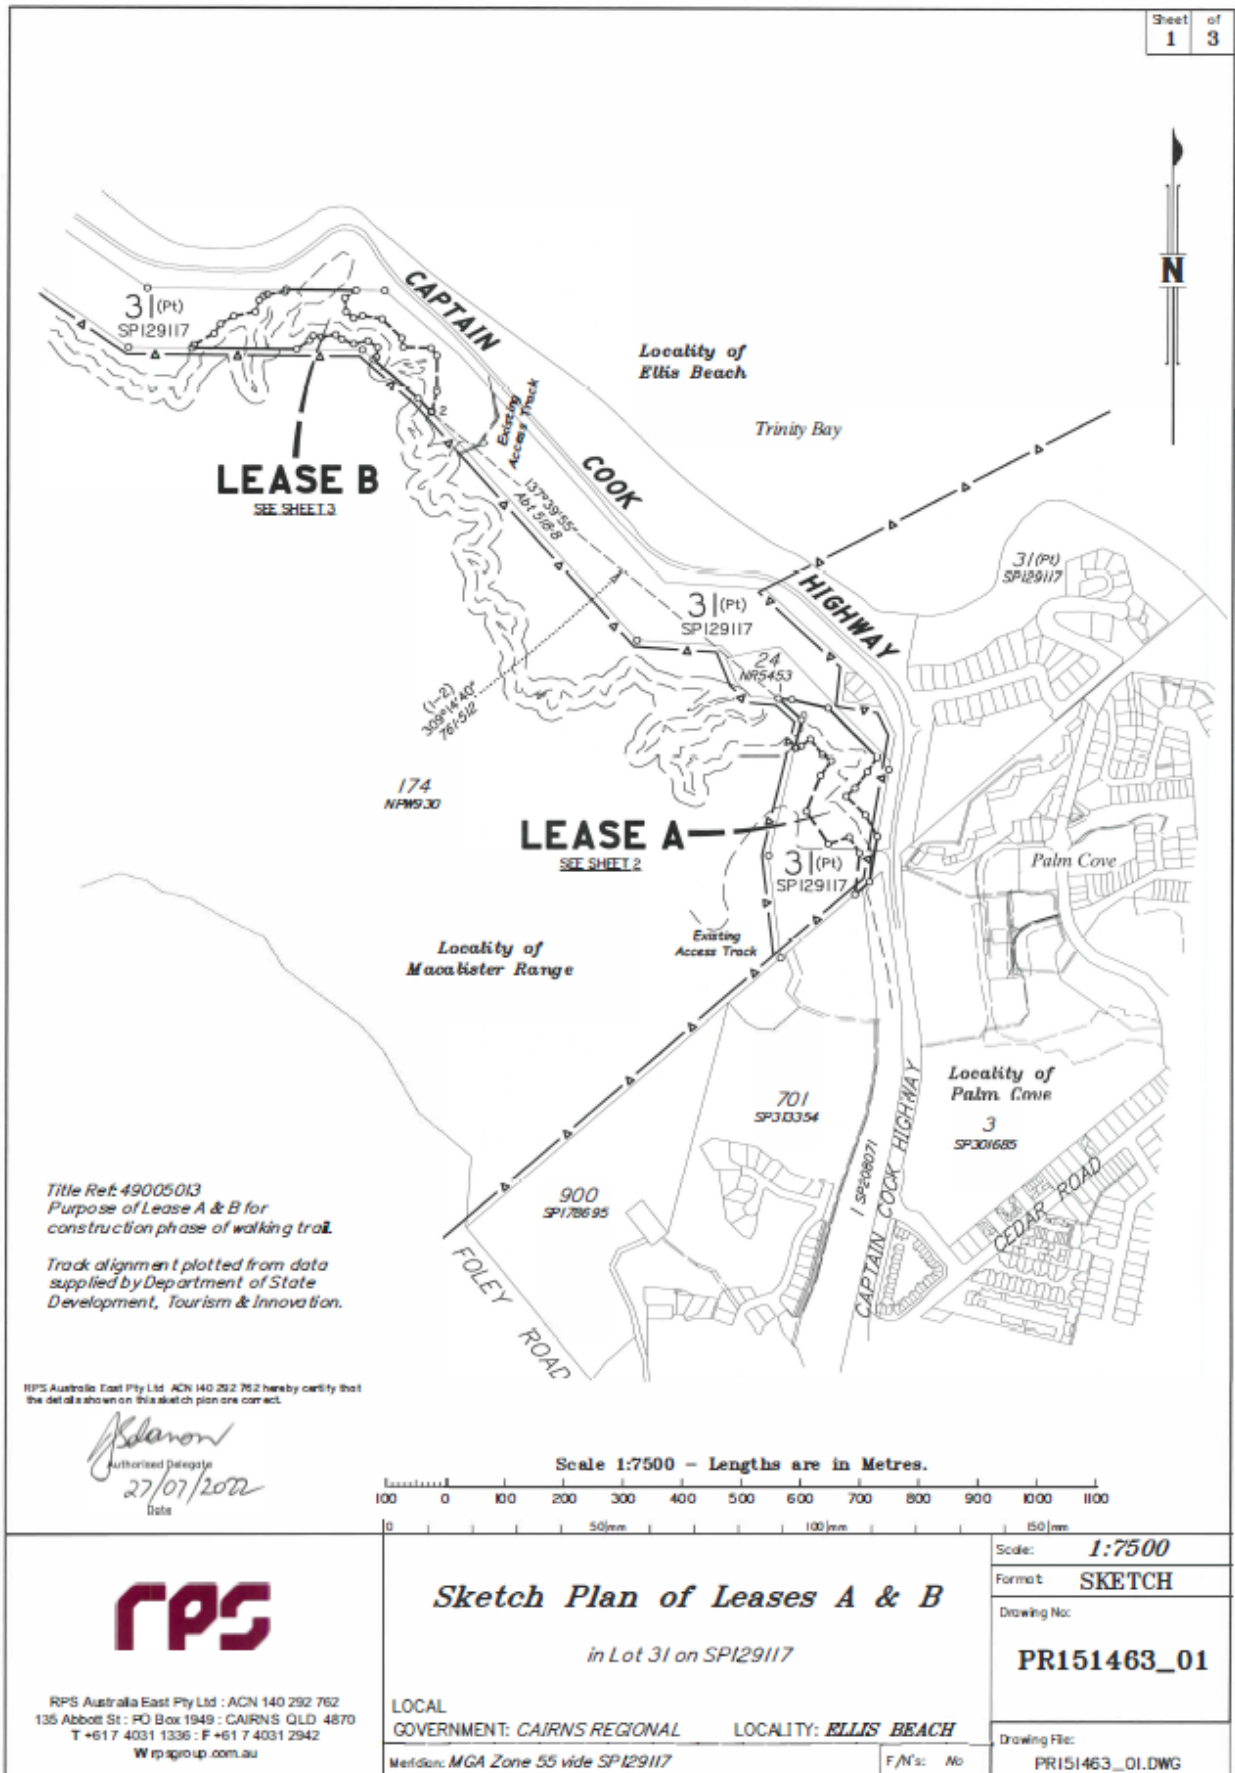 Sheet of
1 3
N
CAPTAIN
COOK
HIGHWAY
31(Pt)
SP129117
Locality of
Ellis Beach
Trinity Bay
Existing
Access Track
2
LEASE B
SEE SHEET 3
137°39'55"
Abt 518·8
31(Pt)
SP129117
31(Pt)
SP129117
24
NR5453
(1-2)
309°14'40"
761·512
174
NPW930
LEASE A
SEE SHEET 2
31(Pt)
SP129117
Palm Cove
Existing
Access Track
Locality of
Macalister Range
Locality of
Palm Cove
3
SP301685
701
SP313354
1 SP208071
CAPTAIN COOK HIGHWAY
CEDAR ROAD
900
SP178695
FOLEY ROAD
Title Ref: 49005013
Purpose of Lease A & B for
construction phase of walking trail.
Track alignment plotted from data
supplied by Department of State
Development, Tourism & Innovation.
RPS Australia East Pty Ltd ACN 140 292 762 hereby certify that
the details shown on this sketch plan are correct.
Authorised Delegate
27/07/2022
Date
Scale 1:7500 - Lengths are in Metres.
100 0 100 200 300 400 500 600 700 800 900 1000 1100
0 50mm 100mm 150mm
rps
RPS Australia East Pty Ltd : ACN 140 292 762
135 Abbott St : PO Box 1949 : CAIRNS QLD 4870
T +61 7 4031 1336 : F +61 7 4031 2942
W rpsgroup.com.au
Sketch Plan of Leases A & B
in Lot 31 on SP129117
LOCAL
GOVERNMENT: CAIRNS REGIONAL LOCALITY: ELLIS BEACH
Meridian: MGA Zone 55 vide SP129117 F/N's: No
Scale: 1:7500
Format: SKETCH
Drawing No:
PR151463_01
Drawing File:
PR151463_01.DWG